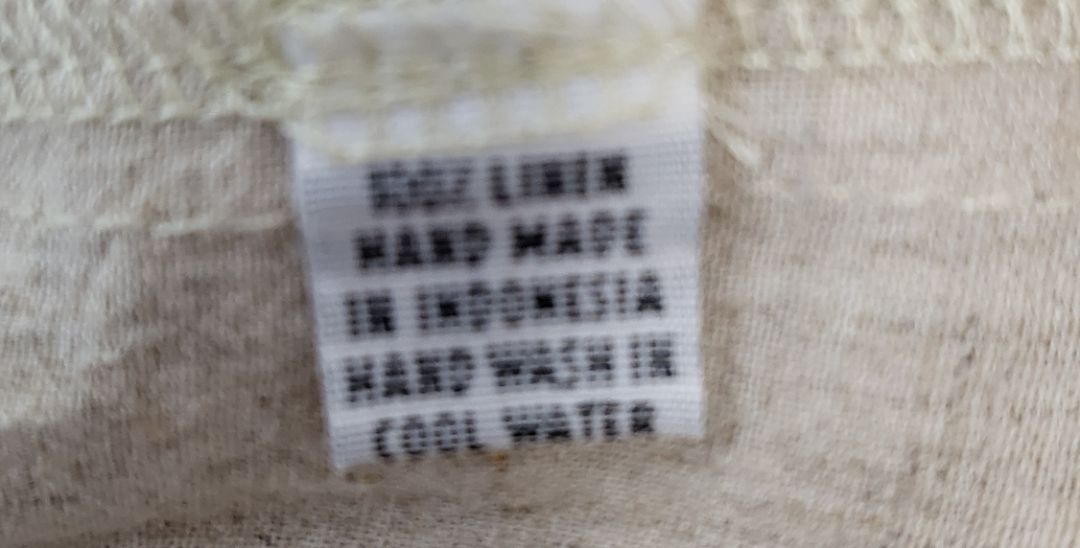 100% LINEN
HAND MADE
IN INDONESIA
HAND WASH IN
COOL WATER